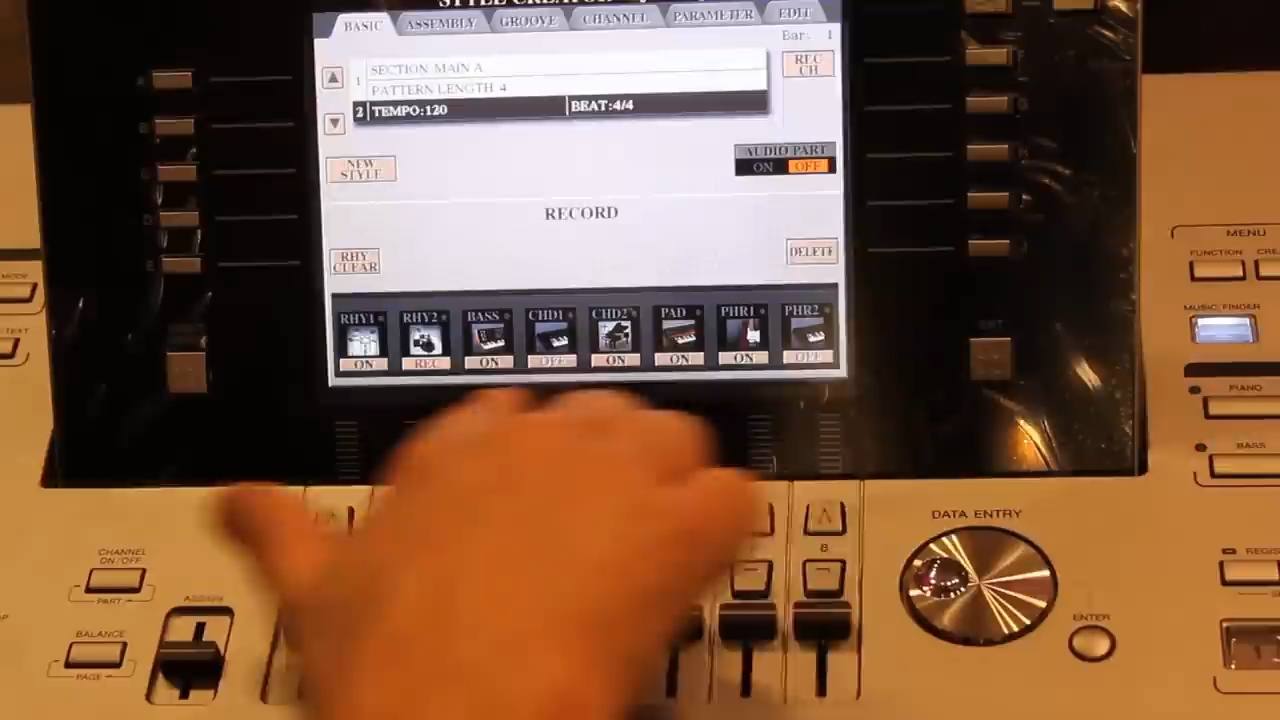 STYLE CREATOR
BASIC ASSEMBLY GROOVE CHANNEL PARAMETER EDIT
Bar: 1
1 SECTION:MAIN A
PATTERN LENGTH 4
2 TEMPO:120 BEAT:4/4
REC CH
NEW STYLE
AUDIO PART
ON OFF
RECORD
RHY CLEAR
DELETE
RHY1 RHY2 BASS CHD1 CHD2 PAD PHR1 PHR2
ON REC ON OFF ON ON ON OFF
MODE
MENU
FUNCTION
MUSIC FINDER
PIANO
BASS
DATA ENTRY
8
CHANNEL ON/OFF
PART
ASSIGN
BALANCE
PAGE
ENTER